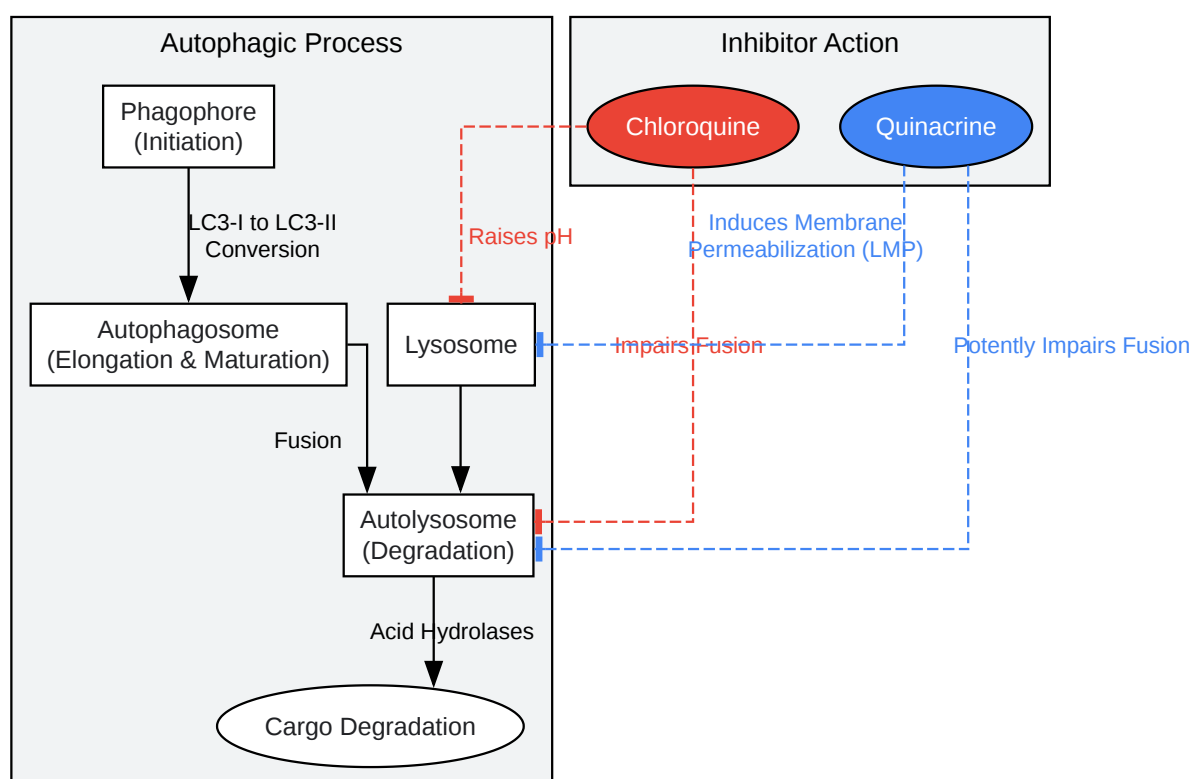 Autophagic Process
Inhibitor Action
Phagophore
(Initiation)
Chloroquine
Quinacrine
LC3-I to LC3-II
Conversion
Raises pH
Induces Membrane
Permeabilization (LMP)
Autophagosome
(Elongation & Maturation)
Lysosome
Impairs Fusion
Potently Impairs Fusion
Fusion
Autolysosome
(Degradation)
Acid Hydrolases
Cargo Degradation